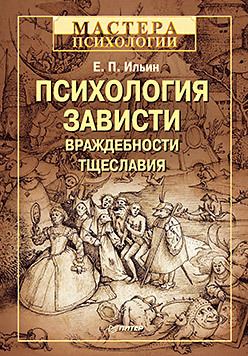 МАСТЕРА
ПСИХОЛОГИИ
Е. П. Ильин
ПСИХОЛОГИЯ
ЗАВИСТИ
ВРАЖДЕБНОСТИ
ТЩЕСЛАВИЯ
ПИТЕР